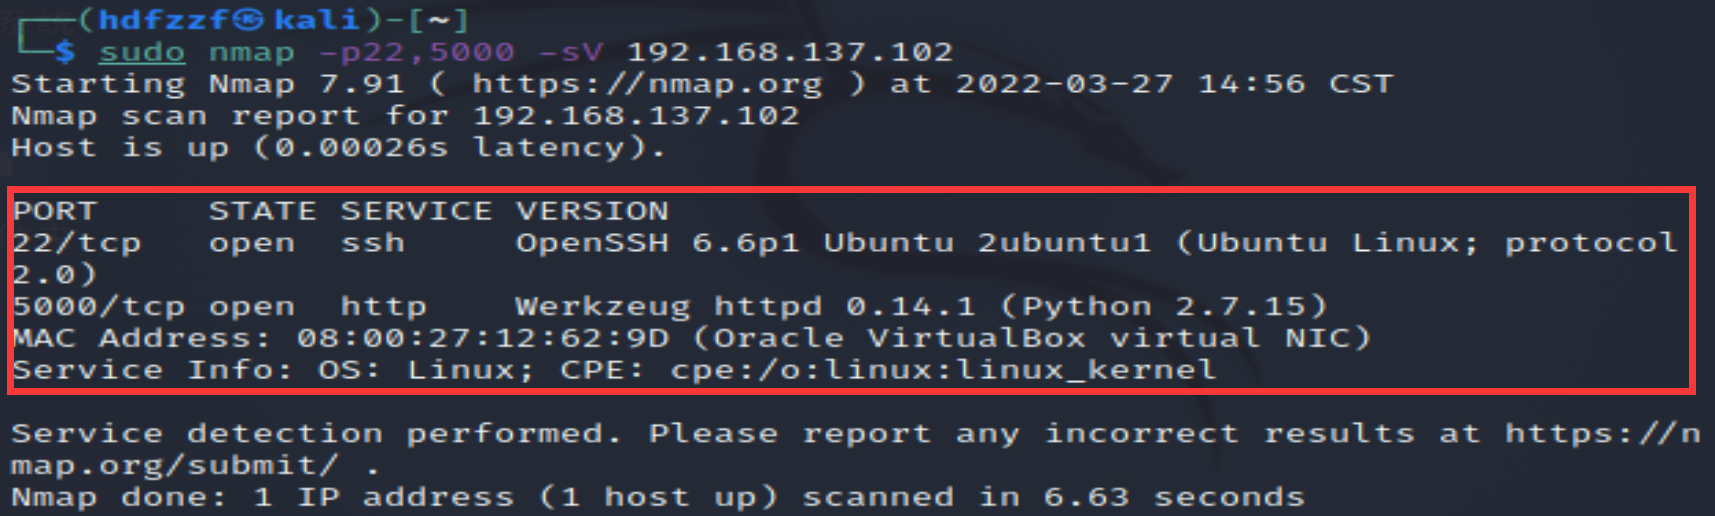 ┌──(hdfzzf㉿kali)-[~]
└─$ sudo nmap -p22,5000 -sV 192.168.137.102
Starting Nmap 7.91 ( https://nmap.org ) at 2022-03-27 14:56 CST
Nmap scan report for 192.168.137.102
Host is up (0.00026s latency).
PORT     STATE SERVICE VERSION
22/tcp   open  ssh     OpenSSH 6.6p1 Ubuntu 2ubuntu1 (Ubuntu Linux; protocol
2.0)
5000/tcp open  http    Werkzeug httpd 0.14.1 (Python 2.7.15)
MAC Address: 08:00:27:12:62:9D (Oracle VirtualBox virtual NIC)
Service Info: OS: Linux; CPE: cpe:/o:linux:linux_kernel
Service detection performed. Please report any incorrect results at https://n
map.org/submit/ .
Nmap done: 1 IP address (1 host up) scanned in 6.63 seconds